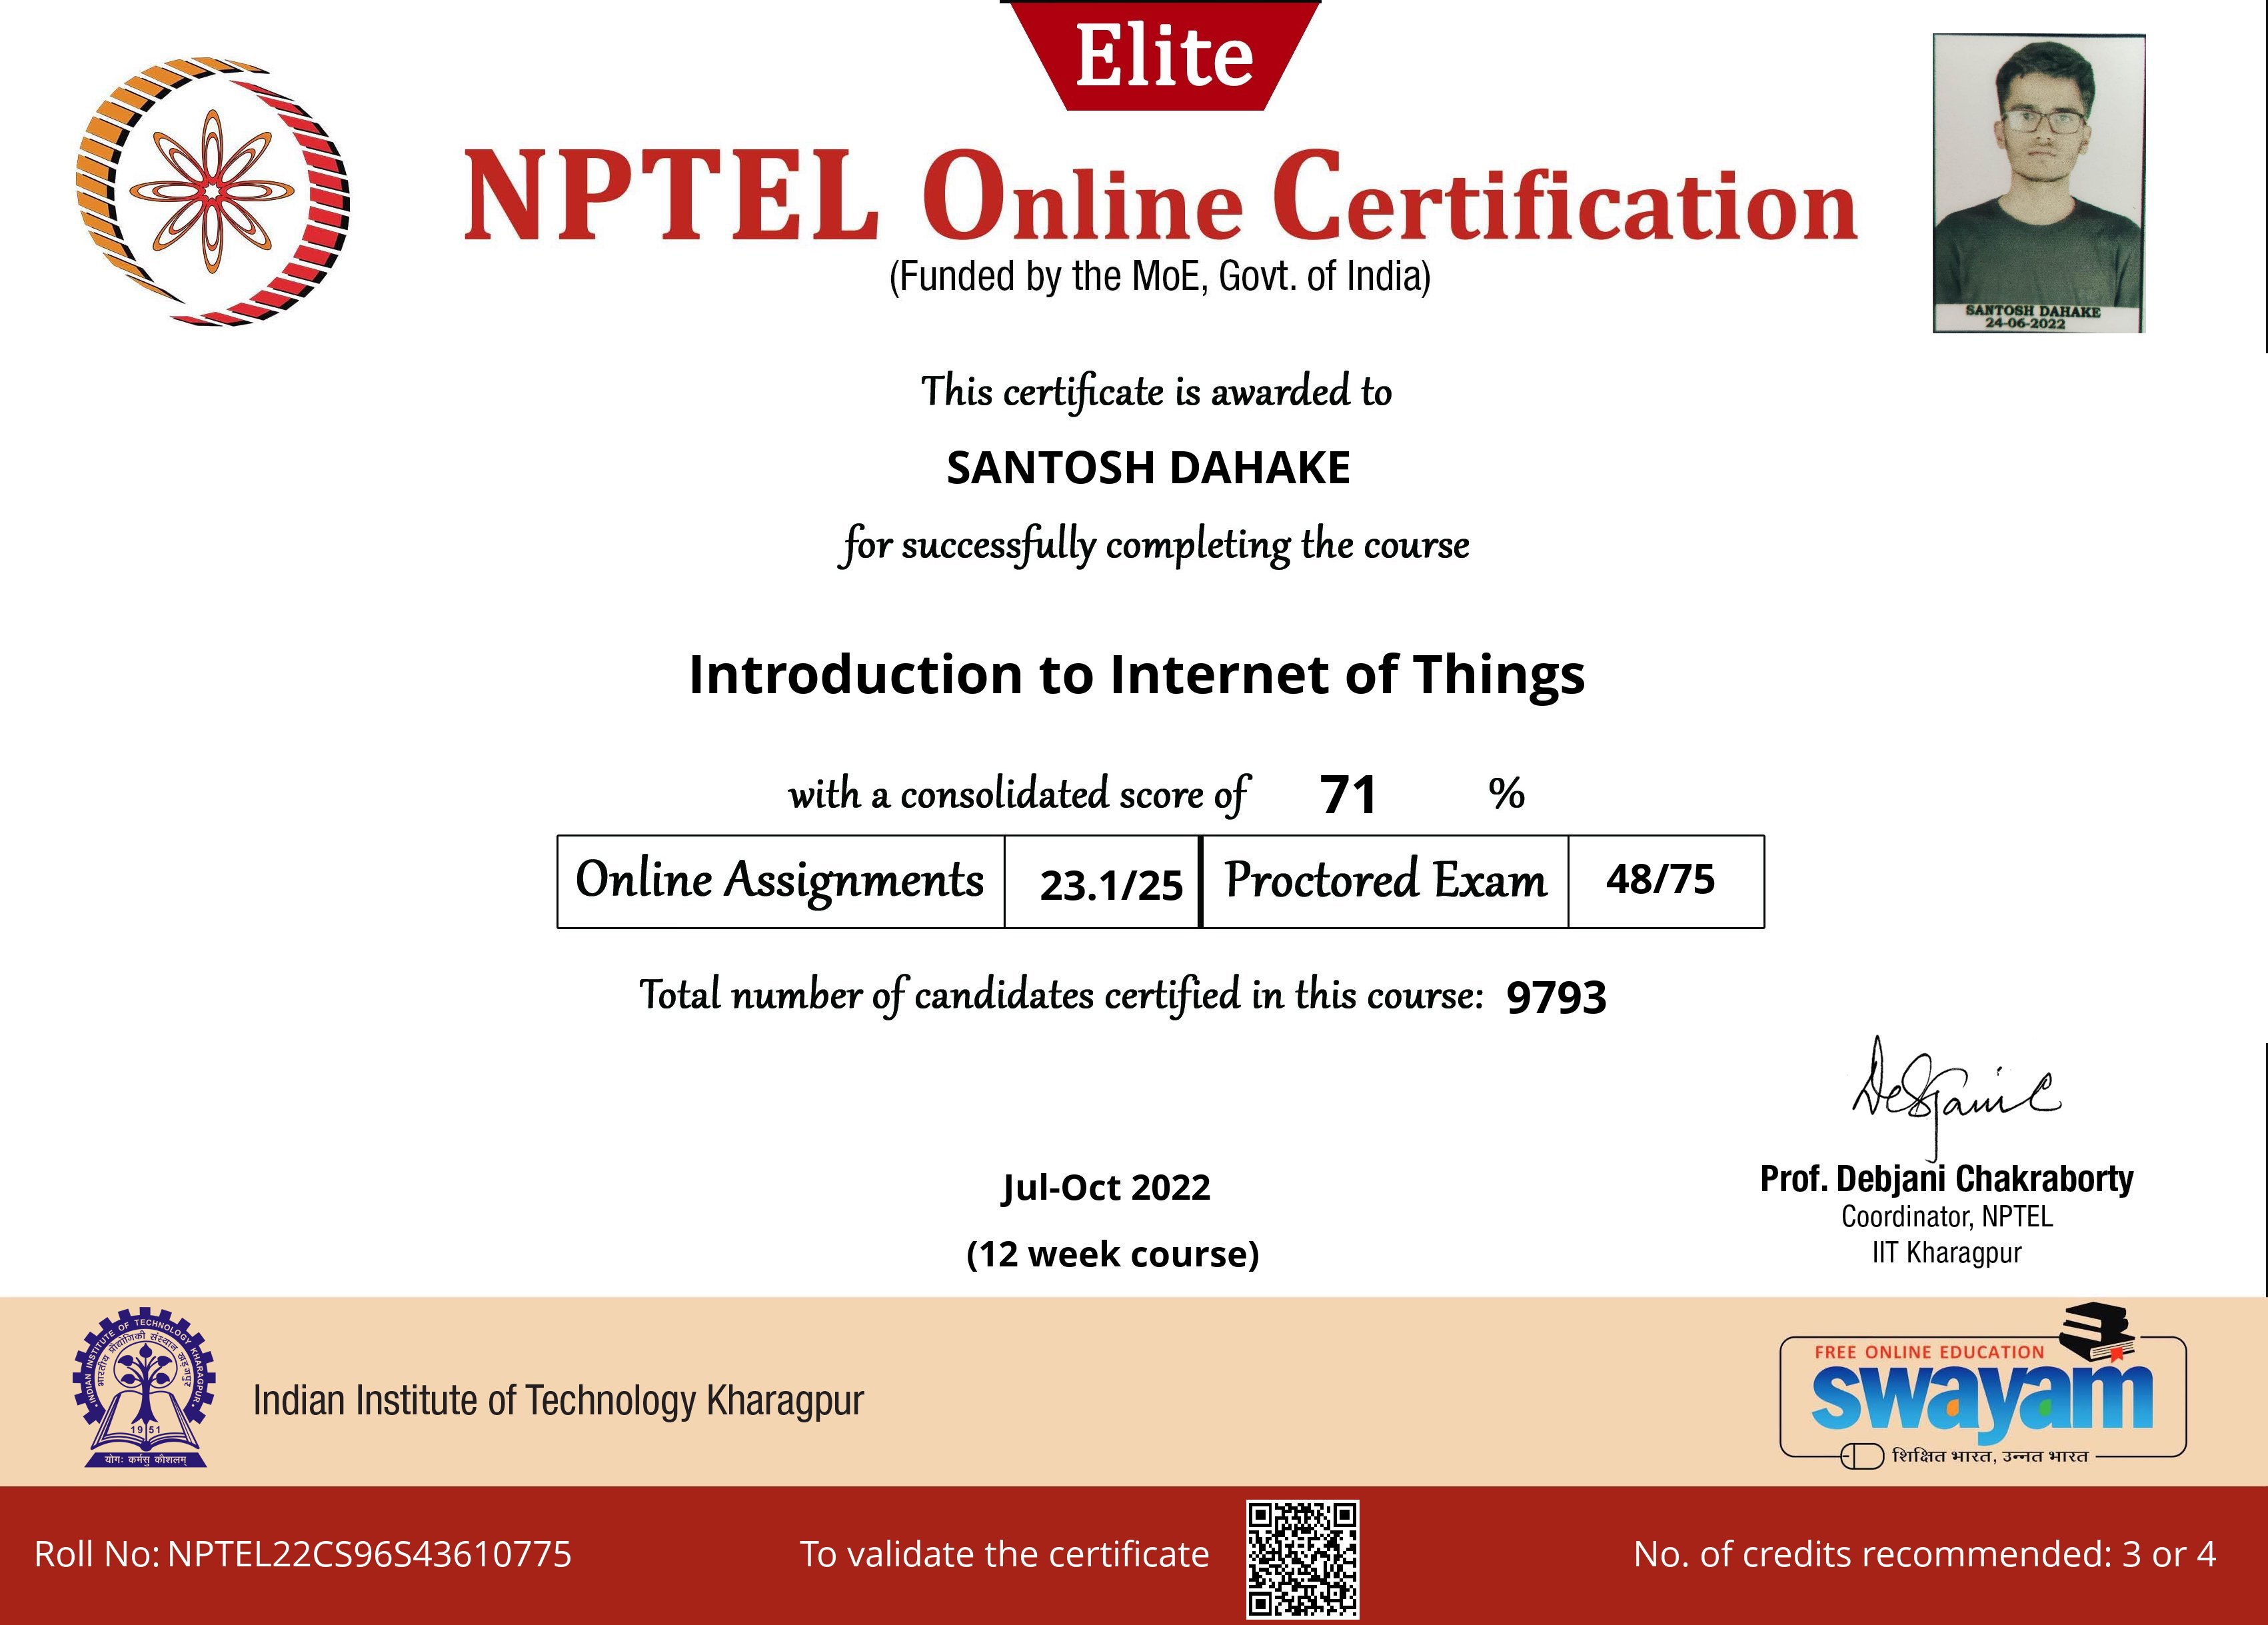 Elite
NPTEL Online Certification
(Funded by the MoE, Govt. of India)
SANTOSH DAHAKE
24-06-2022
This certificate is awarded to
SANTOSH DAHAKE
for successfully completing the course
Introduction to Internet of Things
with a consolidated score of 71 %
Online Assignments 23.1/25 Proctored Exam 48/75
Total number of candidates certified in this course: 9793
Debjani C
Jul-Oct 2022
(12 week course)
Prof. Debjani Chakraborty
Coordinator, NPTEL
IIT Kharagpur
INDIAN INSTITUTE OF TECHNOLOGY KHARAGPUR
भारतीय प्रौद्योगिकी संस्थान खड़गपुर
1951
योगः कर्मसु कौशलम्
Indian Institute of Technology Kharagpur
FREE ONLINE EDUCATION
swayam
शिक्षित भारत, उन्नत भारत
Roll No: NPTEL22CS96S43610775
To validate the certificate
No. of credits recommended: 3 or 4